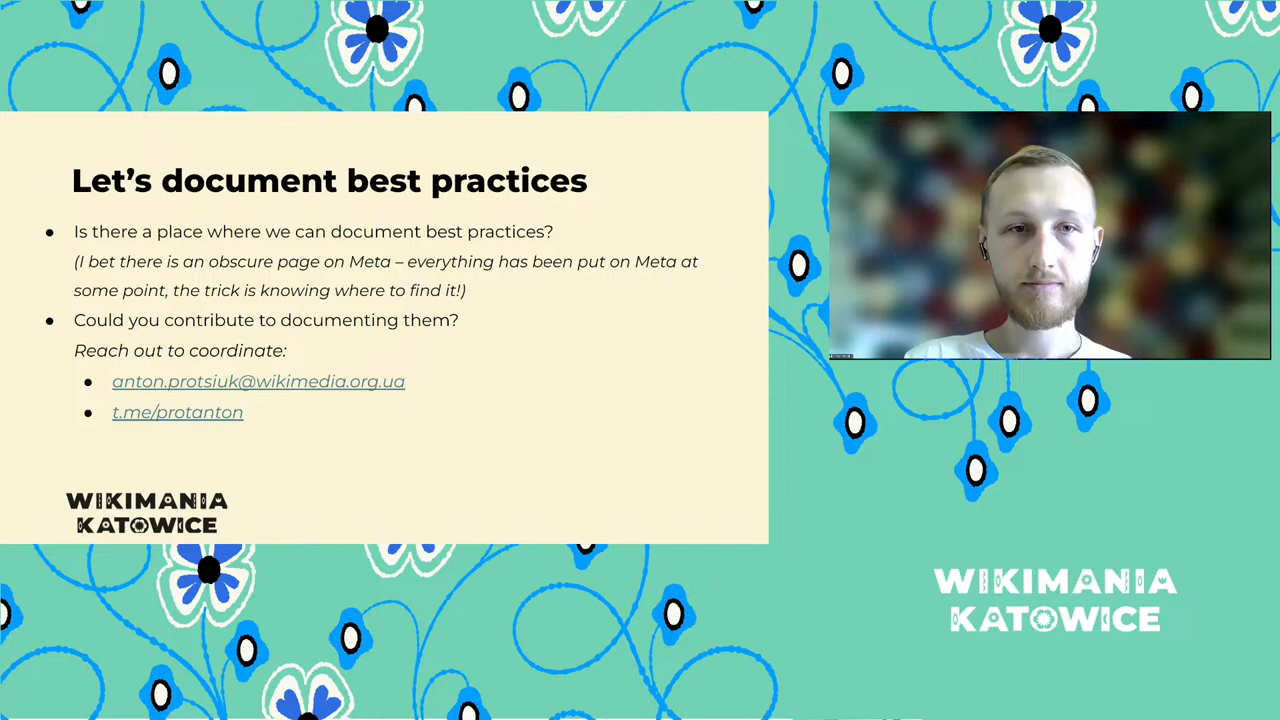 Let’s document best practices
● Is there a place where we can document best practices?
(I bet there is an obscure page on Meta – everything has been put on Meta at
some point, the trick is knowing where to find it!)
● Could you contribute to documenting them?
Reach out to coordinate:
● anton.protsiuk@wikimedia.org.ua
● t.me/protanton
WIKIMANIA
KATOWICE
WIKIMANIA
KATOWICE